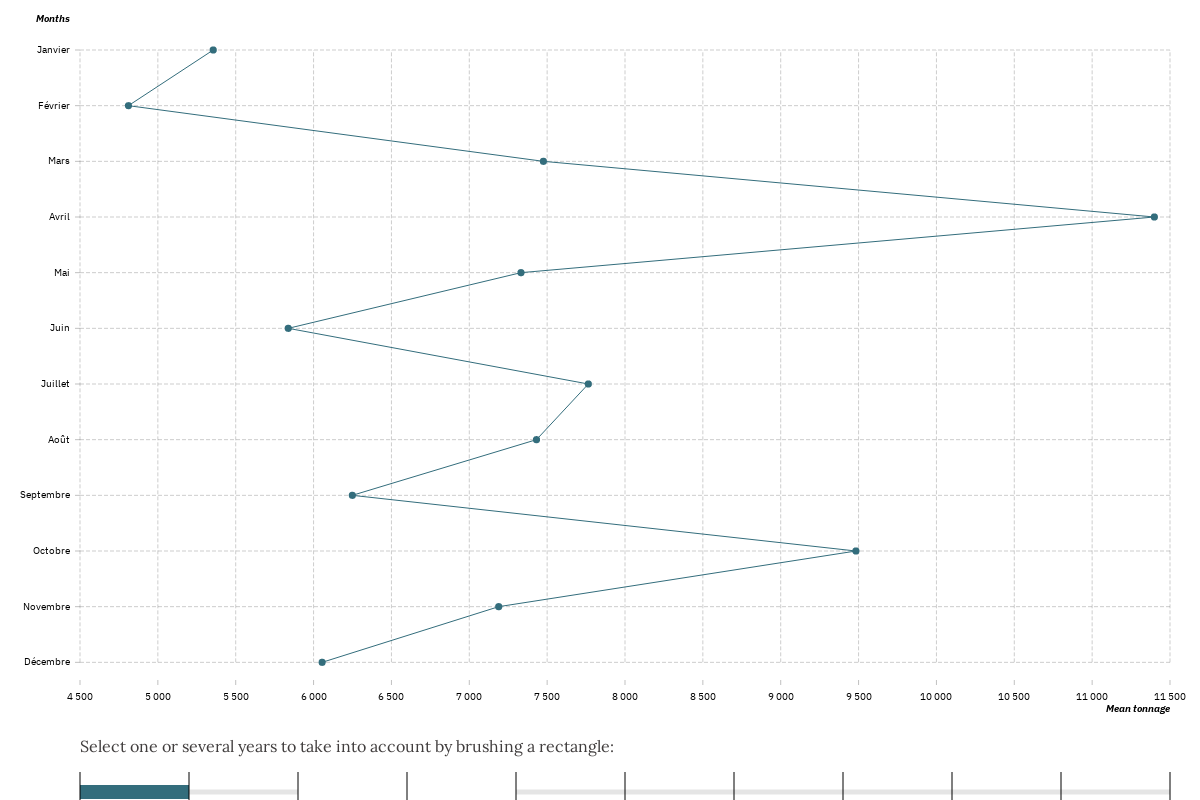 Months
Janvier
Février
Mars
Avril
Mai
Juin
Juillet
Août
Septembre
Octobre
Novembre
Décembre
4 500 5 000 5 500 6 000 6 500 7 000 7 500 8 000 8 500 9 000 9 500 10 000 10 500 11 000 11 500
Mean tonnage
Select one or several years to take into account by brushing a rectangle: